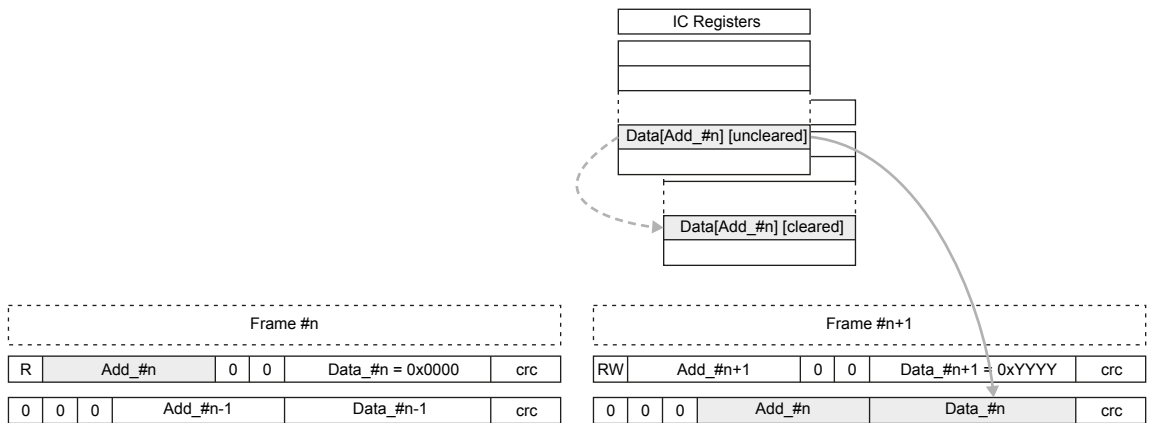 IC Registers
Data[Add_#n] [uncleared]
Data[Add_#n] [cleared]
Frame #n
R Add_#n 0 0 Data_#n = 0x0000 crc
0 0 0 Add_#n-1 Data_#n-1 crc
Frame #n+1
RW Add_#n+1 0 0 Data_#n+1 = 0xYYYY crc
0 0 0 Add_#n Data_#n crc